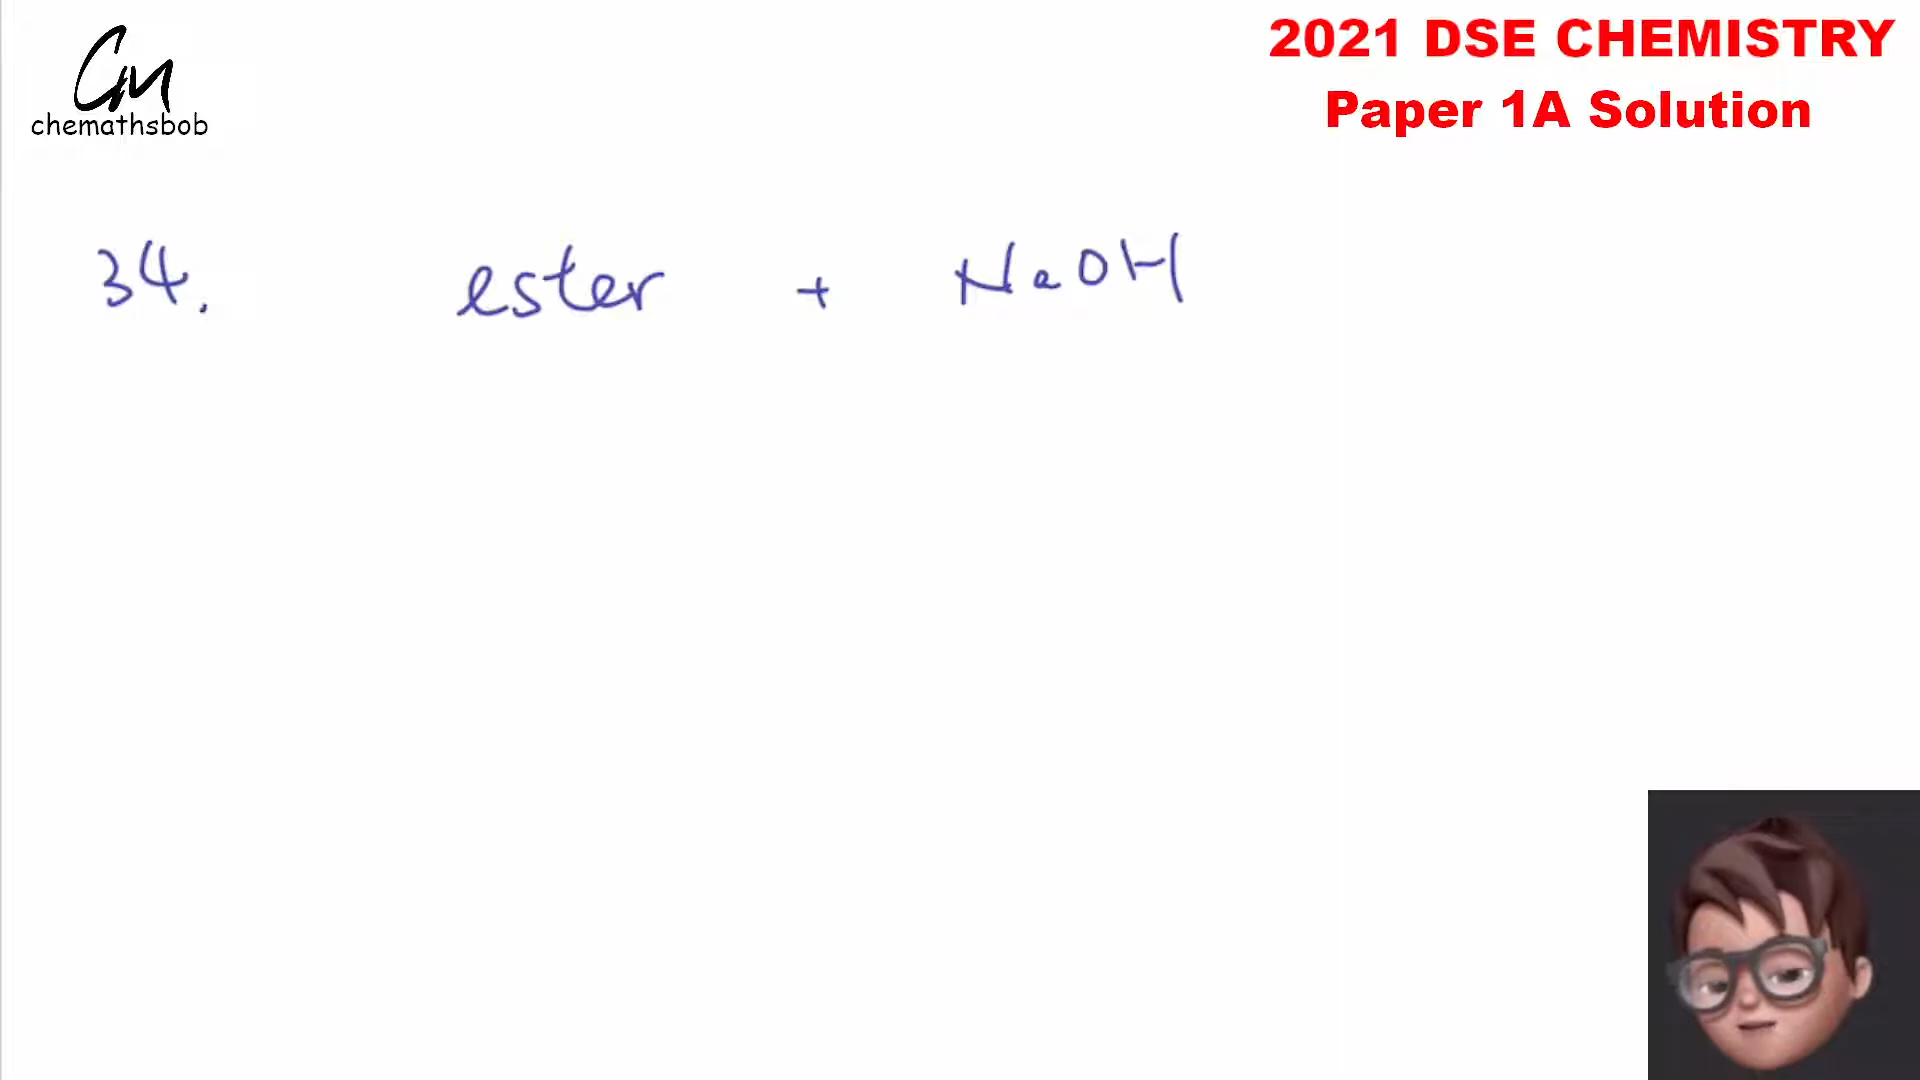 chemathsbob
2021 DSE CHEMISTRY
Paper 1A Solution
34. ester + NaOH